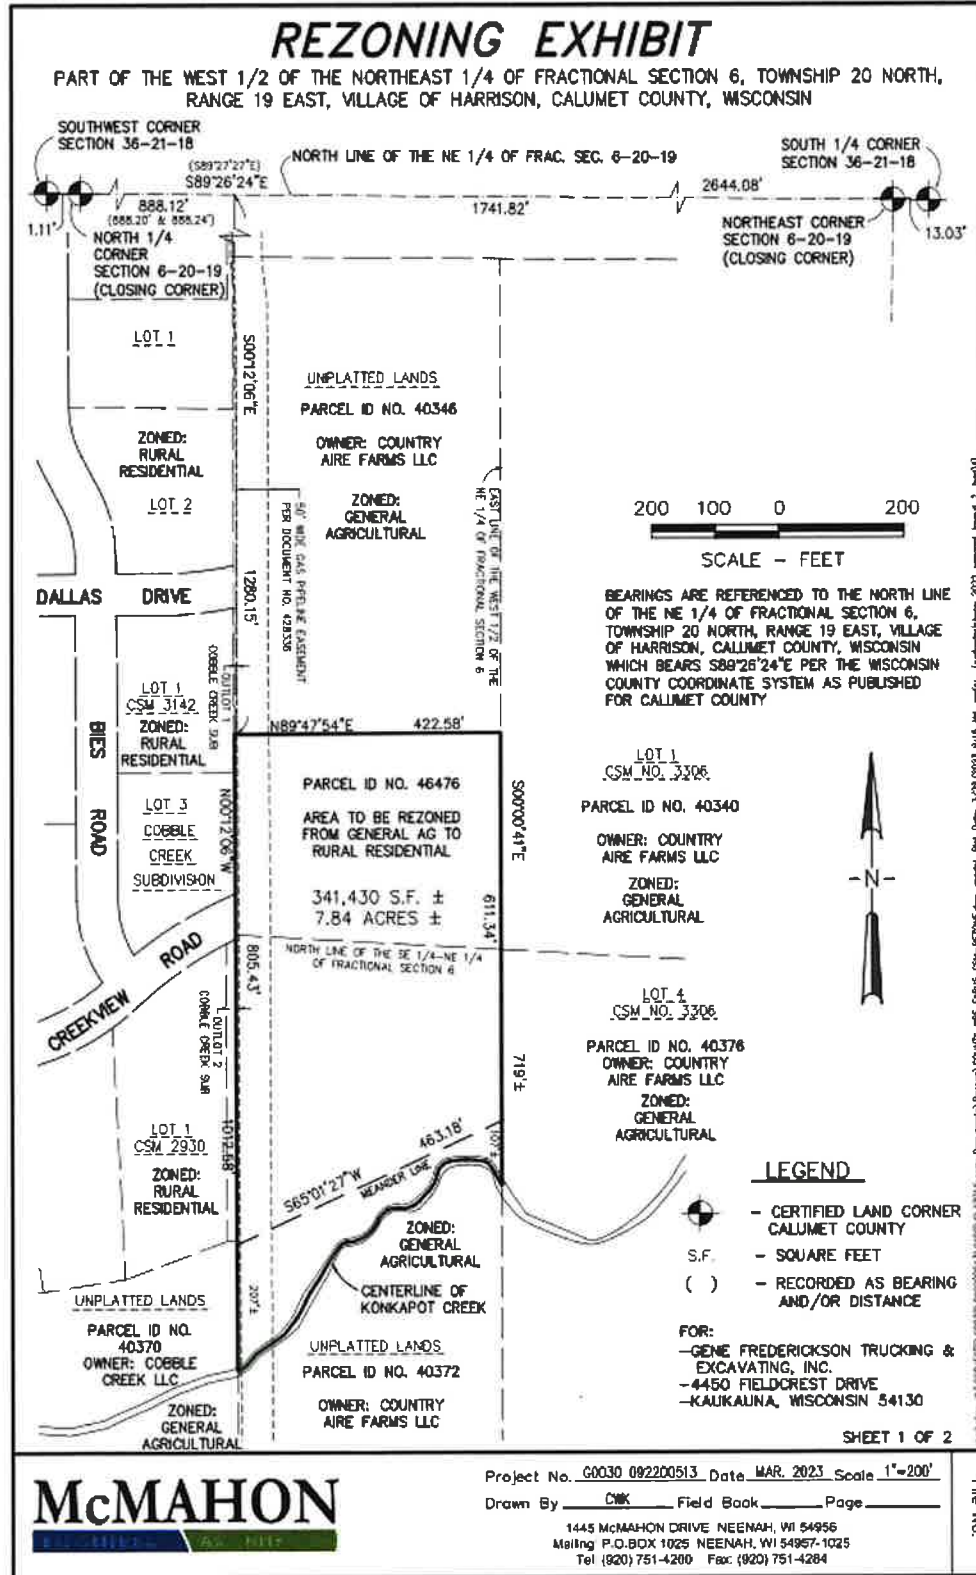 REZONING EXHIBIT
PART OF THE WEST 1/2 OF THE NORTHEAST 1/4 OF FRACTIONAL SECTION 6, TOWNSHIP 20 NORTH,
RANGE 19 EAST, VILLAGE OF HARRISON, CALUMET COUNTY, WISCONSIN
SOUTHWEST CORNER
SECTION 36-21-18
(S89°27'27"E)
S89°26'24"E
NORTH LINE OF THE NE 1/4 OF FRAC. SEC. 6-20-19
SOUTH 1/4 CORNER
SECTION 36-21-18
888.12'
(888.20' & 888.24')
1741.82'
2644.08'
1.11'
13.03'
NORTH 1/4
CORNER
SECTION 6-20-19
(CLOSING CORNER)
NORTHEAST CORNER
SECTION 6-20-19
(CLOSING CORNER)
LOT 1
S00°12'06"E
UNPLATTED LANDS
PARCEL ID NO. 40346
OWNER: COUNTRY
AIRE FARMS LLC
ZONED:
GENERAL
AGRICULTURAL
ZONED:
RURAL
RESIDENTIAL
LOT 2
50' WIDE GAS PIPELINE EASEMENT
PER DOCUMENT NO. 428338
EAST LINE OF THE WEST 1/2 OF THE
NE 1/4 OF FRACTIONAL SECTION 6
200 100 0 200
SCALE - FEET
BEARINGS ARE REFERENCED TO THE NORTH LINE
OF THE NE 1/4 OF FRACTIONAL SECTION 6,
TOWNSHIP 20 NORTH, RANGE 19 EAST, VILLAGE
OF HARRISON, CALUMET COUNTY, WISCONSIN
WHICH BEARS S89°26'24"E PER THE WISCONSIN
COUNTY COORDINATE SYSTEM AS PUBLISHED
FOR CALUMET COUNTY
DALLAS DRIVE
1280.15'
OUTLOT 1
COBBLE CREEK SUB
LOT 1
CSM 3142
ZONED:
RURAL
RESIDENTIAL
BIES ROAD
N89°47'54"E 422.58'
LOT 3
COBBLE
CREEK
SUBDIVISION
N00°12'06"W
PARCEL ID NO. 46476
AREA TO BE REZONED
FROM GENERAL AG TO
RURAL RESIDENTIAL
341,430 S.F. ±
7.84 ACRES ±
S00°00'41"E
611.34'
LOT 1
CSM NO. 3306
PARCEL ID NO. 40340
OWNER: COUNTRY
AIRE FARMS LLC
ZONED:
GENERAL
AGRICULTURAL
-N-
NORTH LINE OF THE SE 1/4-NE 1/4
OF FRACTIONAL SECTION 6
805.43'
CREEKVIEW ROAD
OUTLOT 2
COBBLE CREEK SUB
LOT 4
CSM NO. 3306
PARCEL ID NO. 40376
OWNER: COUNTRY
AIRE FARMS LLC
ZONED:
GENERAL
AGRICULTURAL
719'±
LOT 1
CSM 2930
ZONED:
RURAL
RESIDENTIAL
1012.68'
S65°01'27"W 463.18'
MEANDER LINE
107'±
207'±
ZONED:
GENERAL
AGRICULTURAL
CENTERLINE OF
KONKAPOT CREEK
UNPLATTED LANDS
PARCEL ID NO.
40370
OWNER: COBBLE
CREEK LLC
ZONED:
GENERAL
AGRICULTURAL
UNPLATTED LANDS
PARCEL ID NO. 40372
OWNER: COUNTRY
AIRE FARMS LLC
LEGEND
- CERTIFIED LAND CORNER
CALUMET COUNTY
S.F. - SQUARE FEET
( ) - RECORDED AS BEARING
AND/OR DISTANCE
FOR:
-GENE FREDERICKSON TRUCKING &
EXCAVATING, INC.
-4450 FIELDCREST DRIVE
-KAUKAUNA, WISCONSIN 54130
SHEET 1 OF 2
McMAHON
Project No. G0030 092200513 Date MAR. 2023 Scale 1"=200'
Drawn By CWK Field Book Page
1445 McMAHON DRIVE NEENAH, WI 54956
Mailing P.O.BOX 1025 NEENAH, WI 54957-1025
Tel: (920) 751-4200 Fax: (920) 751-4284